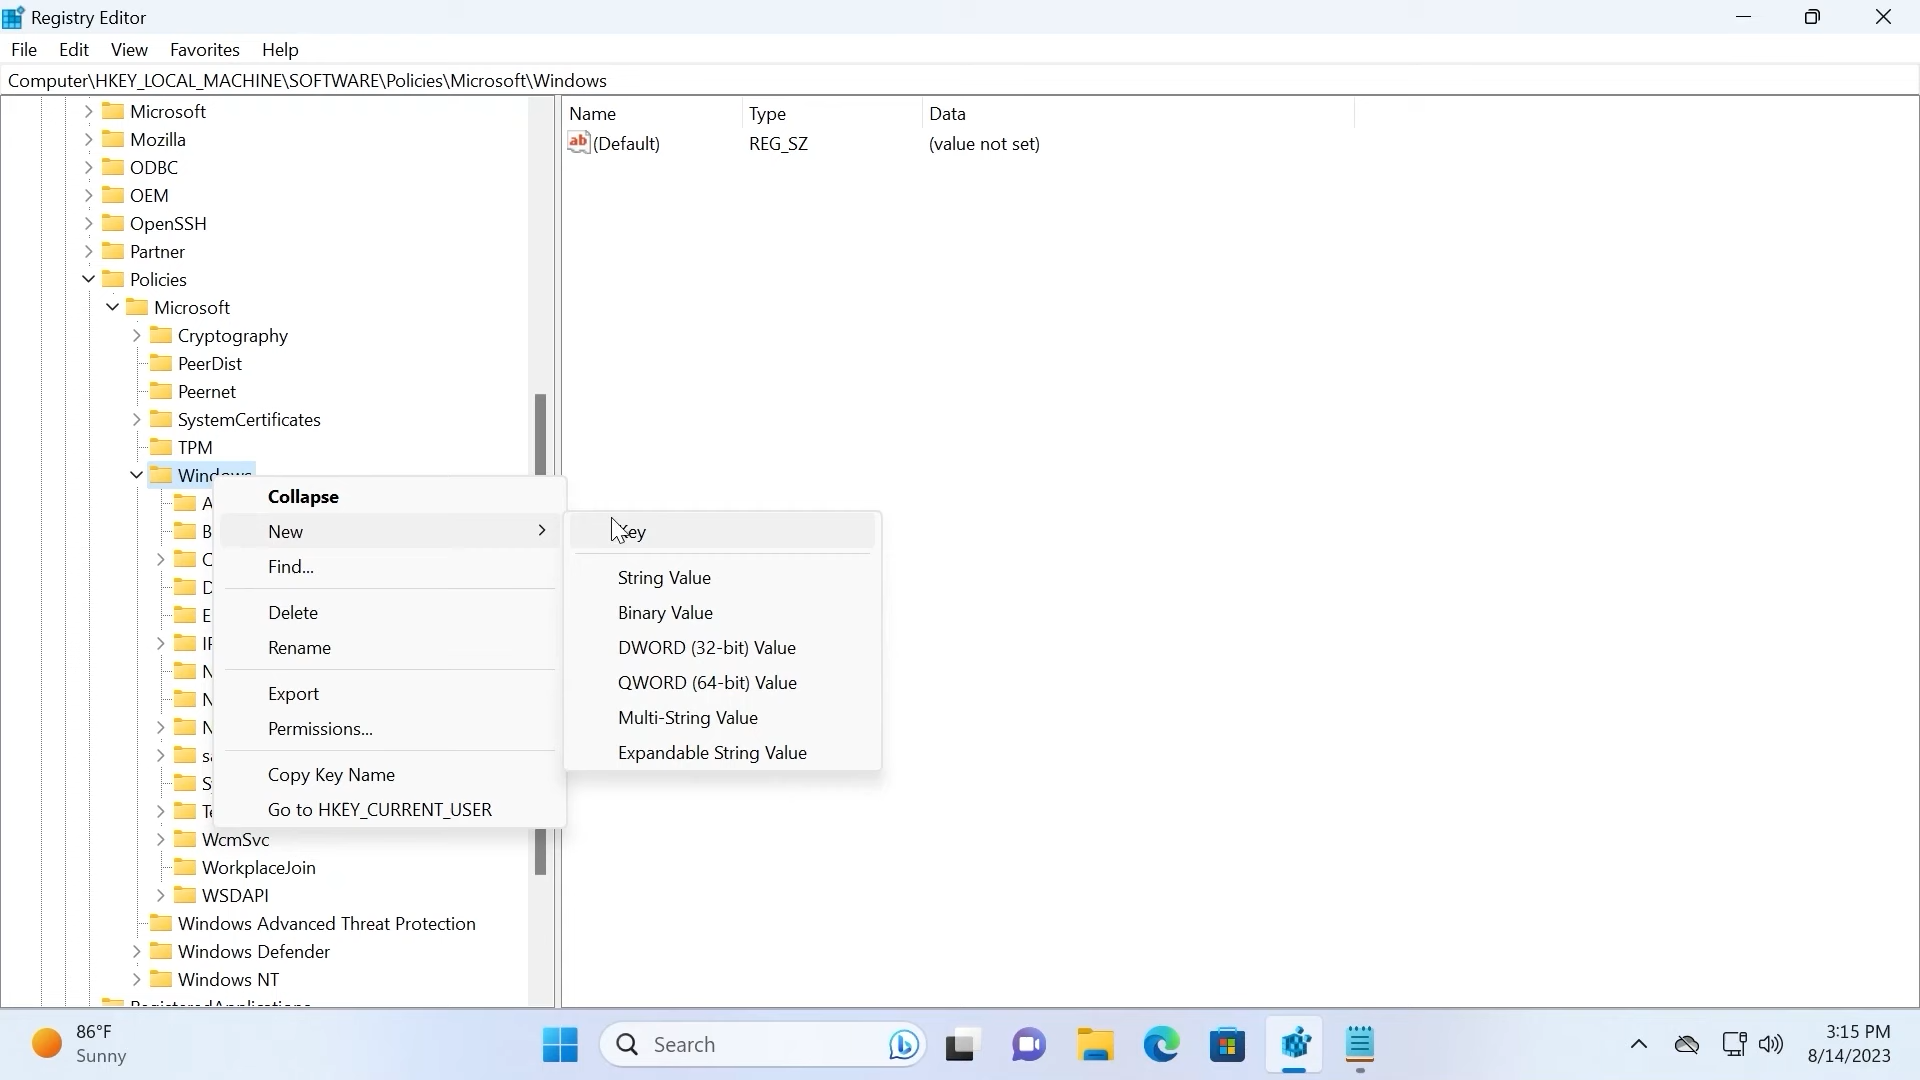 Registry Editor
File Edit View Favorites Help
Computer\HKEY_LOCAL_MACHINE\SOFTWARE\Policies\Microsoft\Windows
Microsoft
Mozilla
ODBC
OEM
OpenSSH
Partner
Policies
Microsoft
Cryptography
PeerDist
Peernet
SystemCertificates
TPM
Windows
WcmSvc
WorkplaceJoin
WSDAPI
Windows Advanced Threat Protection
Windows Defender
Windows NT
Name Type Data
(Default) REG_SZ (value not set)
Collapse
New
Find...
Delete
Rename
Export
Permissions...
Copy Key Name
Go to HKEY_CURRENT_USER
Key
String Value
Binary Value
DWORD (32-bit) Value
QWORD (64-bit) Value
Multi-String Value
Expandable String Value
86°F
Sunny
Search
3:15 PM
8/14/2023